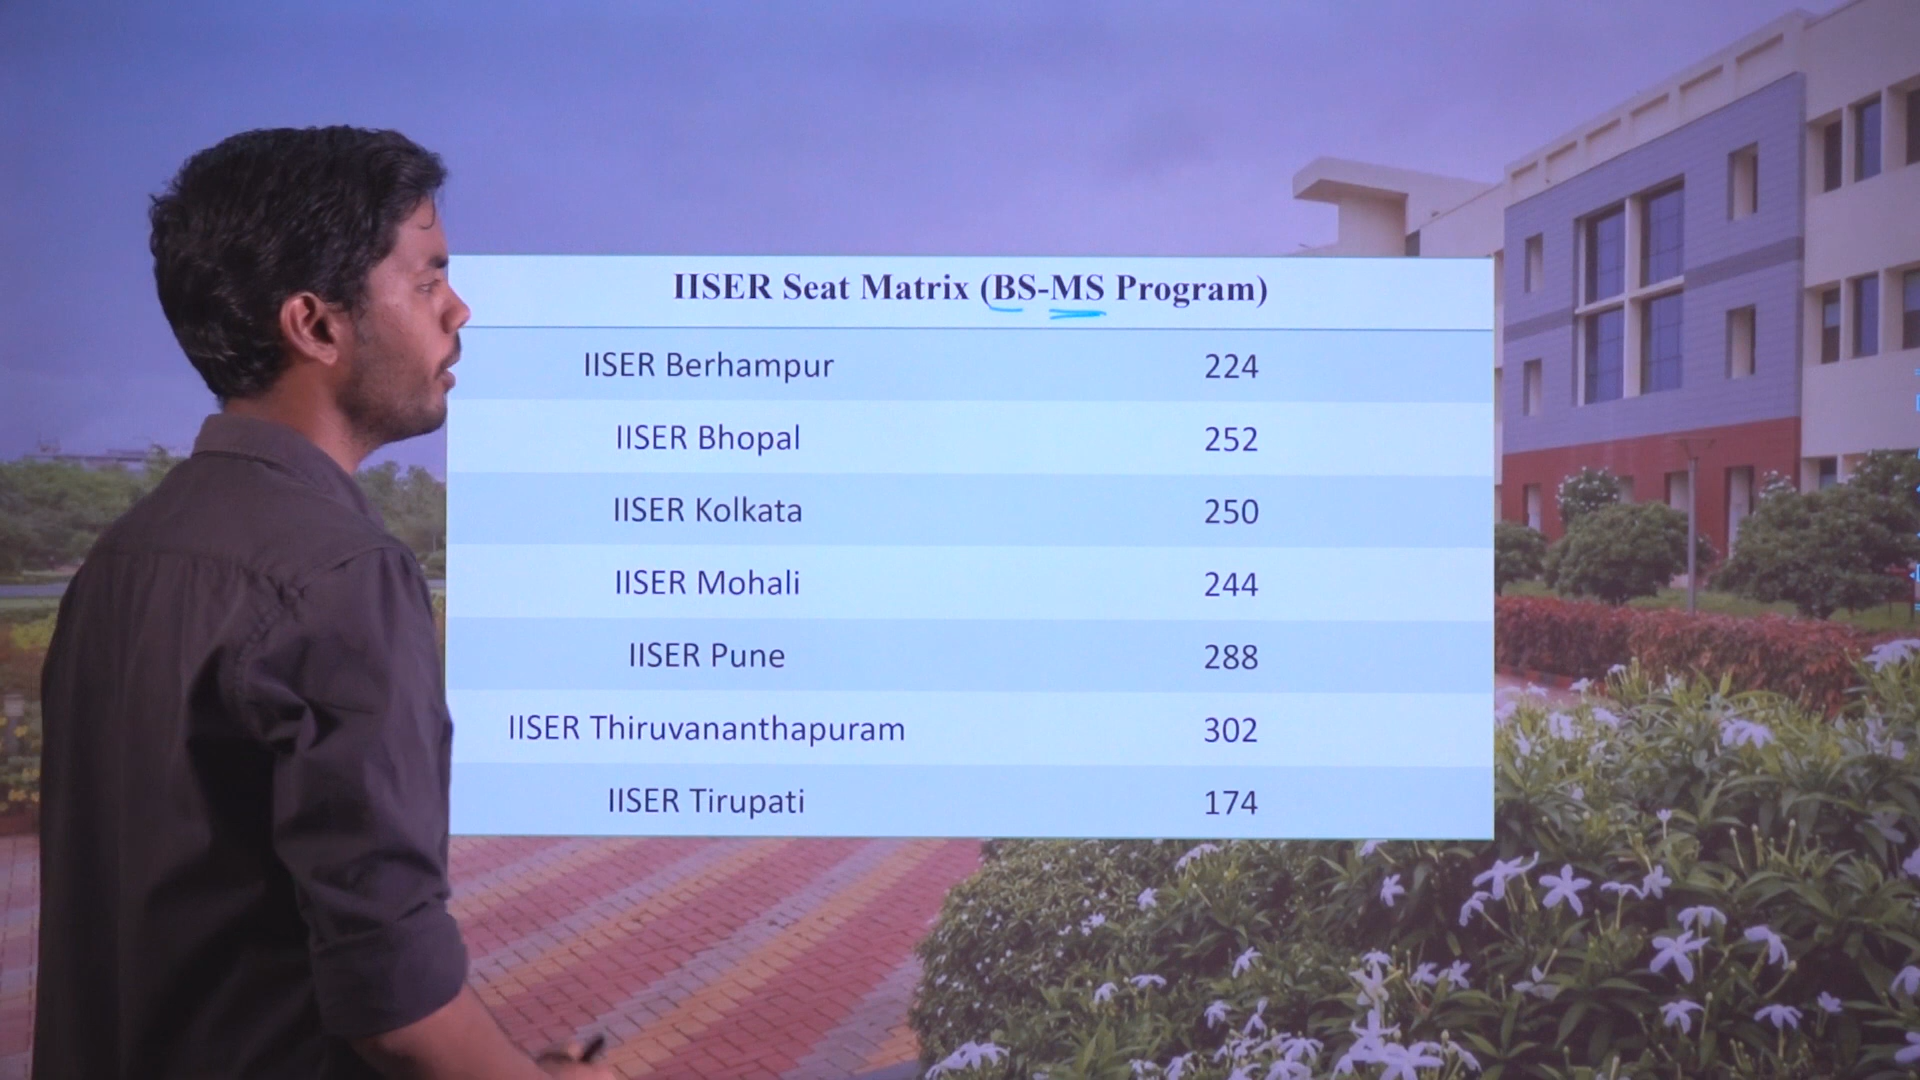 IISER Seat Matrix (BS-MS Program)
IISER Berhampur 224
IISER Bhopal 252
IISER Kolkata 250
IISER Mohali 244
IISER Pune 288
IISER Thiruvananthapuram 302
IISER Tirupati 174